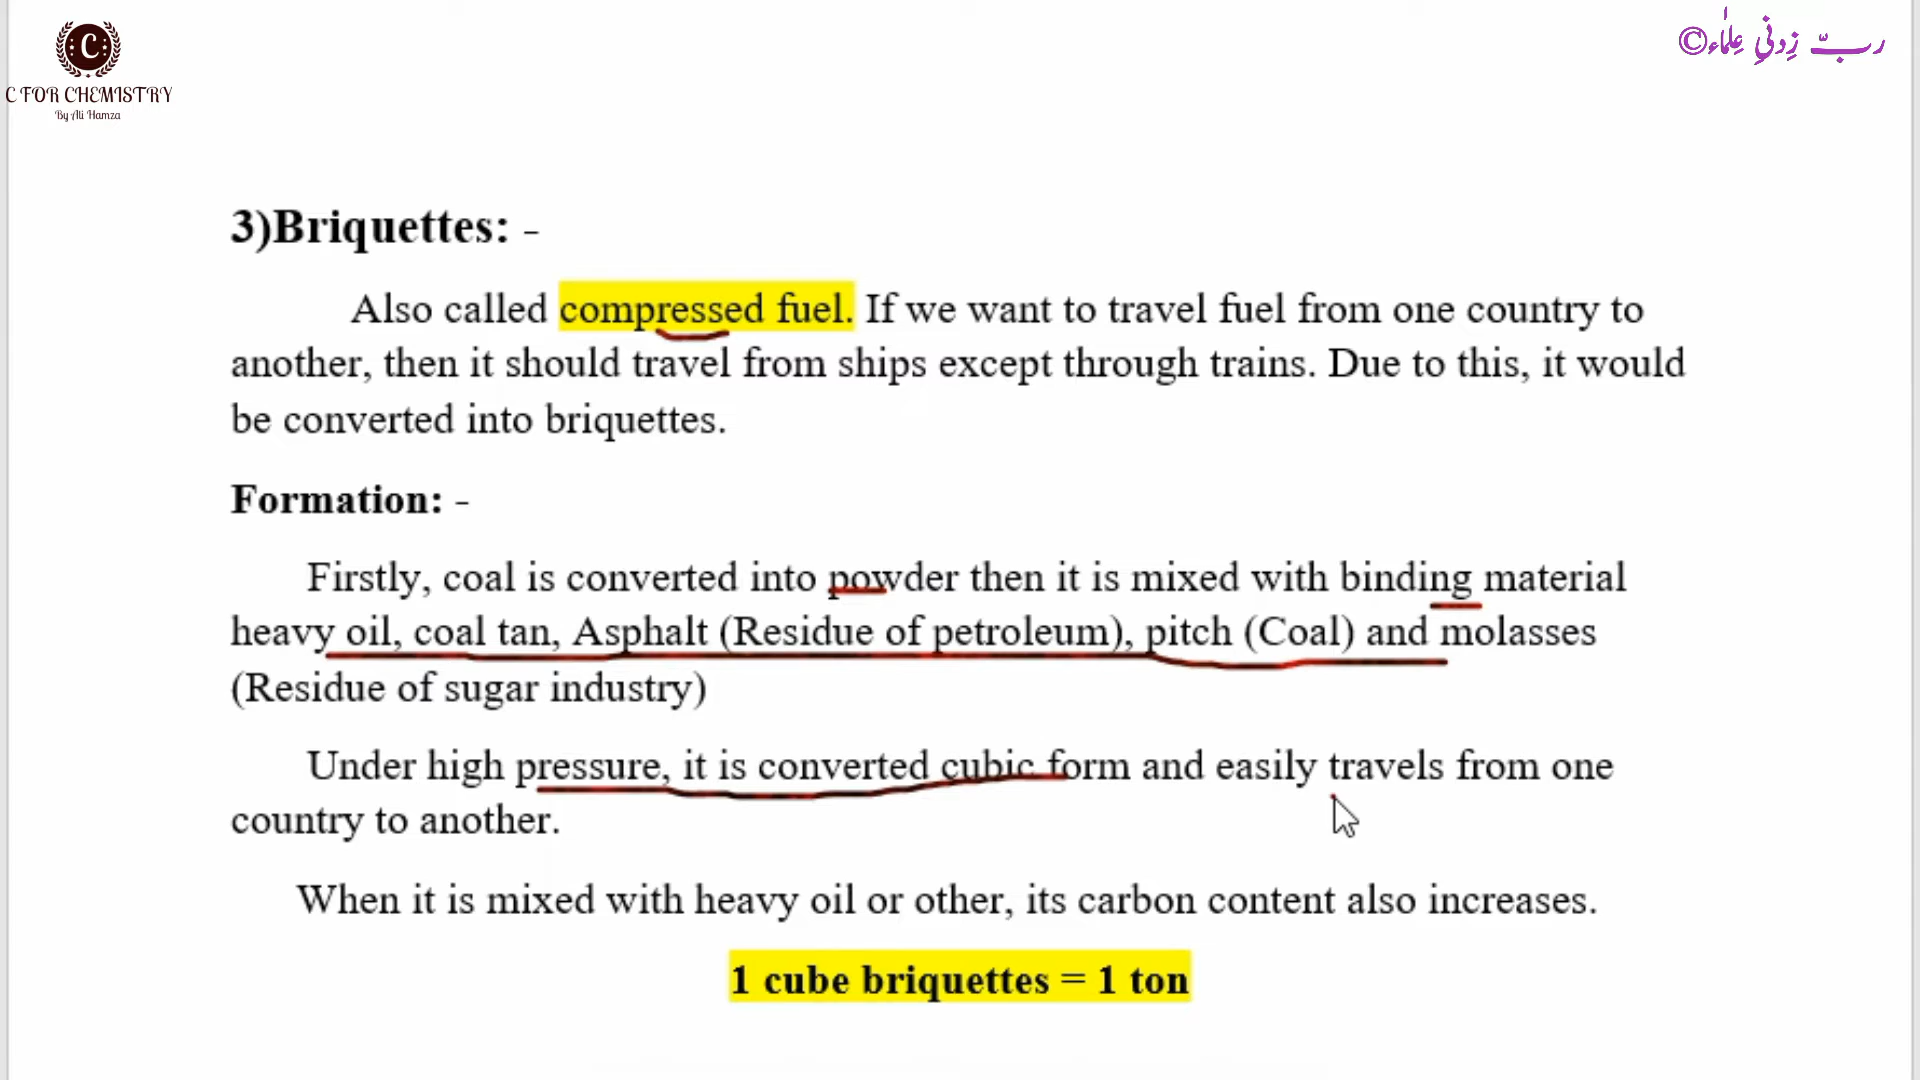 C
C FOR CHEMISTRY
By Ali Hamza
ربّ زِدنيِ عِلمٰاء©
3)Briquettes: -
Also called compressed fuel. If we want to travel fuel from one country to
another, then it should travel from ships except through trains. Due to this, it would
be converted into briquettes.
Formation: -
Firstly, coal is converted into powder then it is mixed with binding material
heavy oil, coal tan, Asphalt (Residue of petroleum), pitch (Coal) and molasses
(Residue of sugar industry)
Under high pressure, it is converted cubic form and easily travels from one
country to another.
When it is mixed with heavy oil or other, its carbon content also increases.
1 cube briquettes = 1 ton